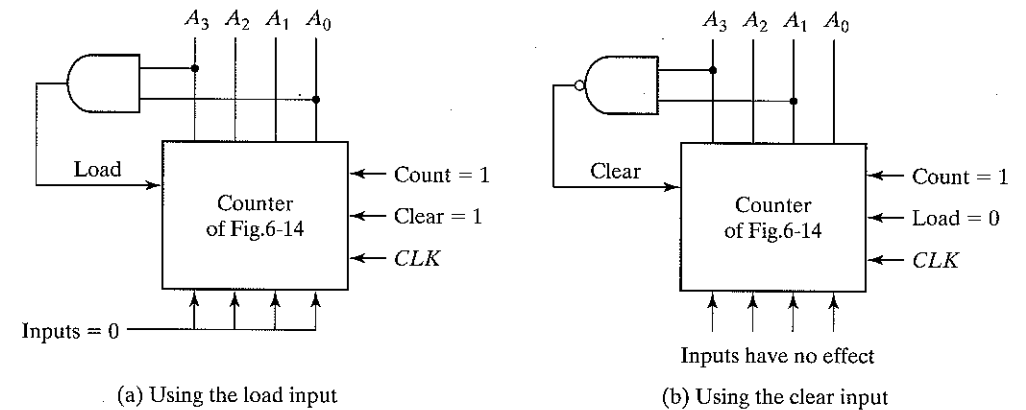 A3 A2 A1 A0
Load
Counter
of Fig.6-14
Count = 1
Clear = 1
CLK
Inputs = 0
(a) Using the load input
A3 A2 A1 A0
Clear
Counter
of Fig.6-14
Count = 1
Load = 0
CLK
Inputs have no effect
(b) Using the clear input